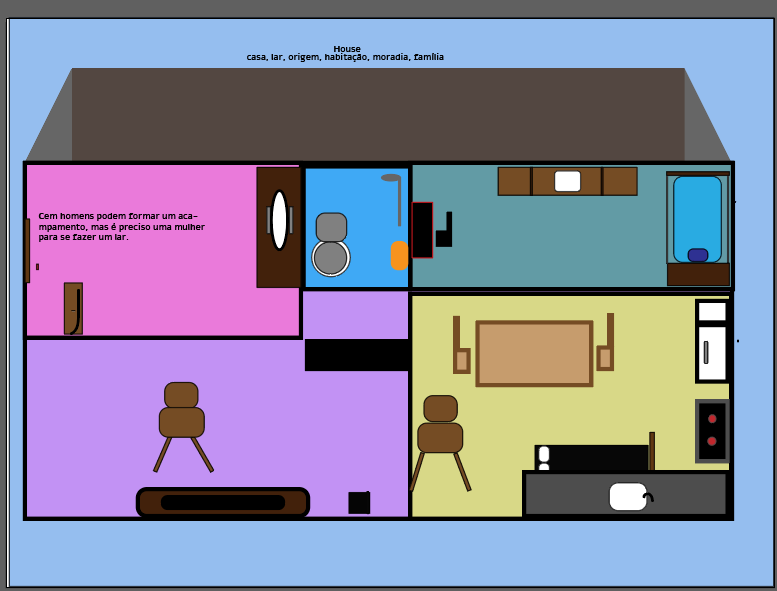 House
casa, lar, origem, habitação, moradia, família
Cem homens podem formar um aca-
mpamento, mas é preciso uma mulher
para se fazer um lar.